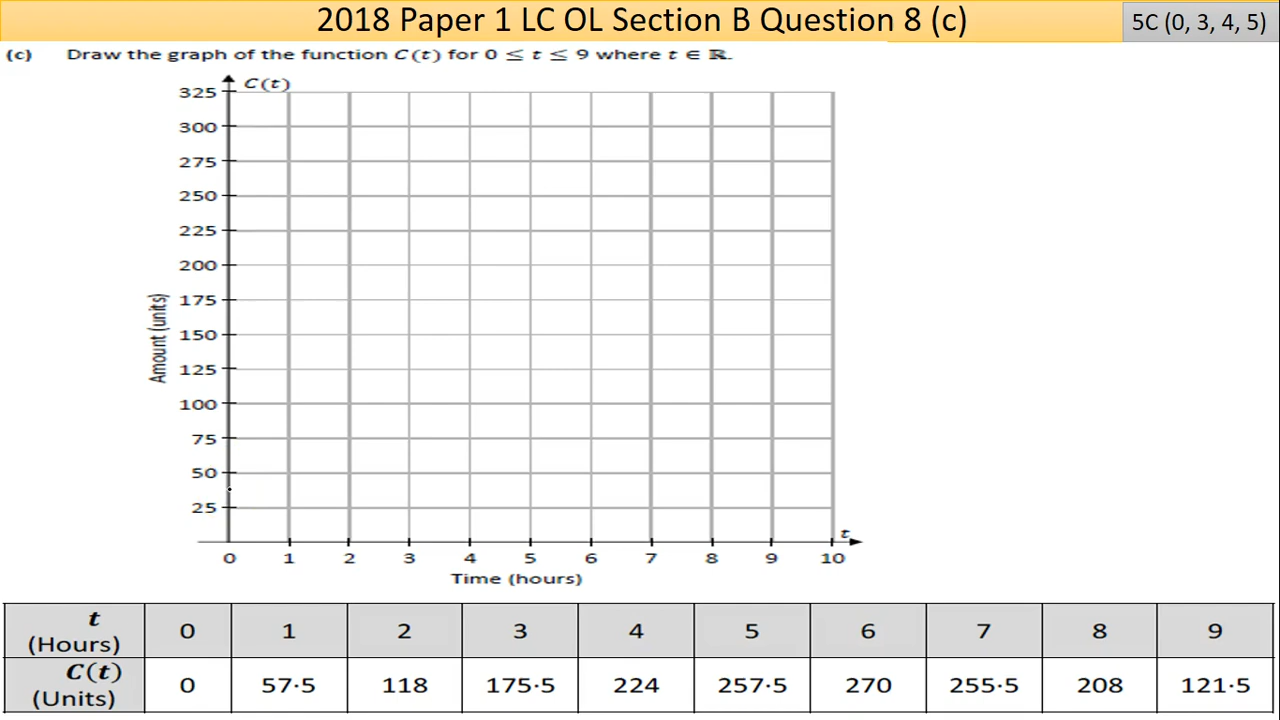 2018 Paper 1 LC OL Section B Question 8 (c)
5C (0, 3, 4, 5)
(c) Draw the graph of the function C(t) for 0 ≤ t ≤ 9 where t ∈ ℝ.
C(t)
325
300
275
250
225
200
175
150
125
100
75
50
25
Amount (units)
t
0 1 2 3 4 5 6 7 8 9 10
Time (hours)
t (Hours) 0 1 2 3 4 5 6 7 8 9
C(t) (Units) 0 57·5 118 175·5 224 257·5 270 255·5 208 121·5